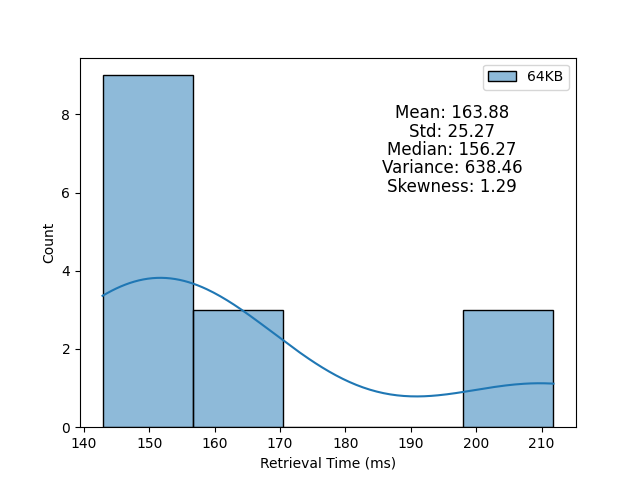 64KB
Mean: 163.88
Std: 25.27
Median: 156.27
Variance: 638.46
Skewness: 1.29
Count
8
6
4
2
0
140 150 160 170 180 190 200 210
Retrieval Time (ms)